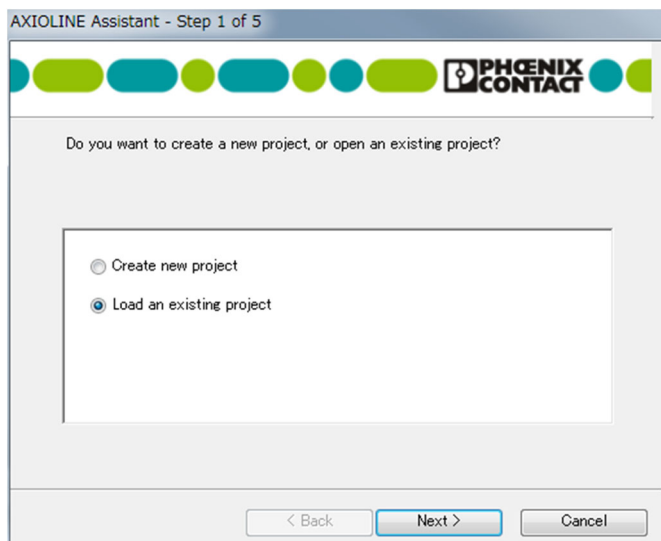 AXIOLINE Assistant - Step 1 of 5
PHŒNIX
CONTACT
Do you want to create a new project, or open an existing project?
Create new project
Load an existing project
< Back
Next >
Cancel